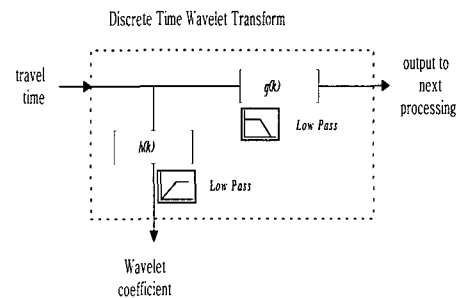 Discrete Time Wavelet Transform
travel
time
g(k)
output to
next
processing
Low Pass
h(k)
Low Pass
Wavelet
coefficient